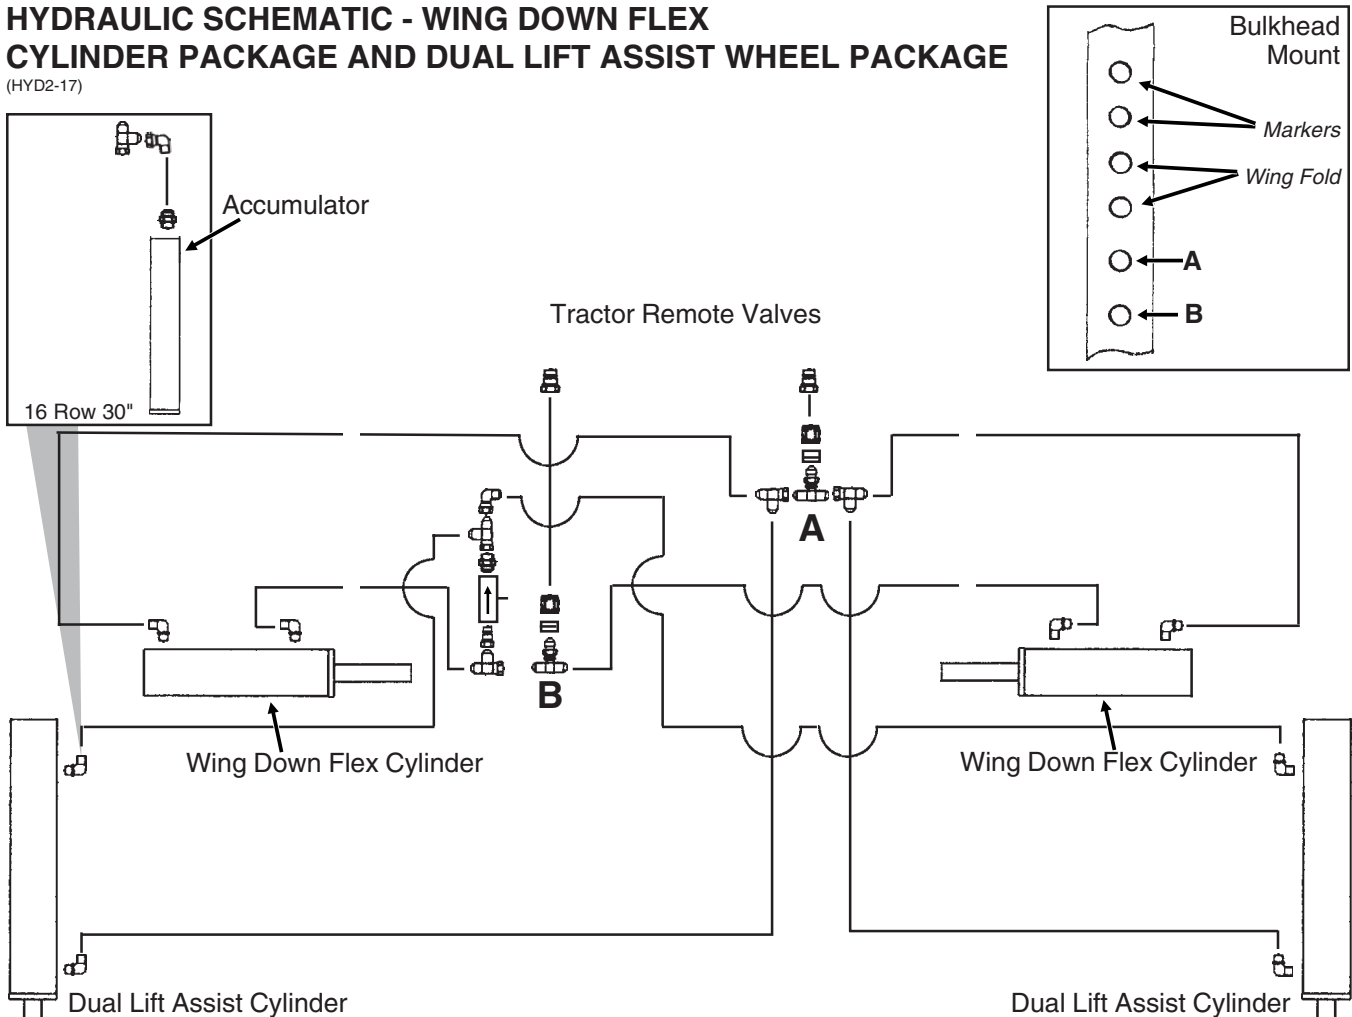 HYDRAULIC SCHEMATIC - WING DOWN FLEX
CYLINDER PACKAGE AND DUAL LIFT ASSIST WHEEL PACKAGE
(HYD2-17)
Bulkhead
Mount
Markers
Wing Fold
A
B
Accumulator
16 Row 30"
Tractor Remote Valves
A
B
Wing Down Flex Cylinder
Wing Down Flex Cylinder
Dual Lift Assist Cylinder
Dual Lift Assist Cylinder